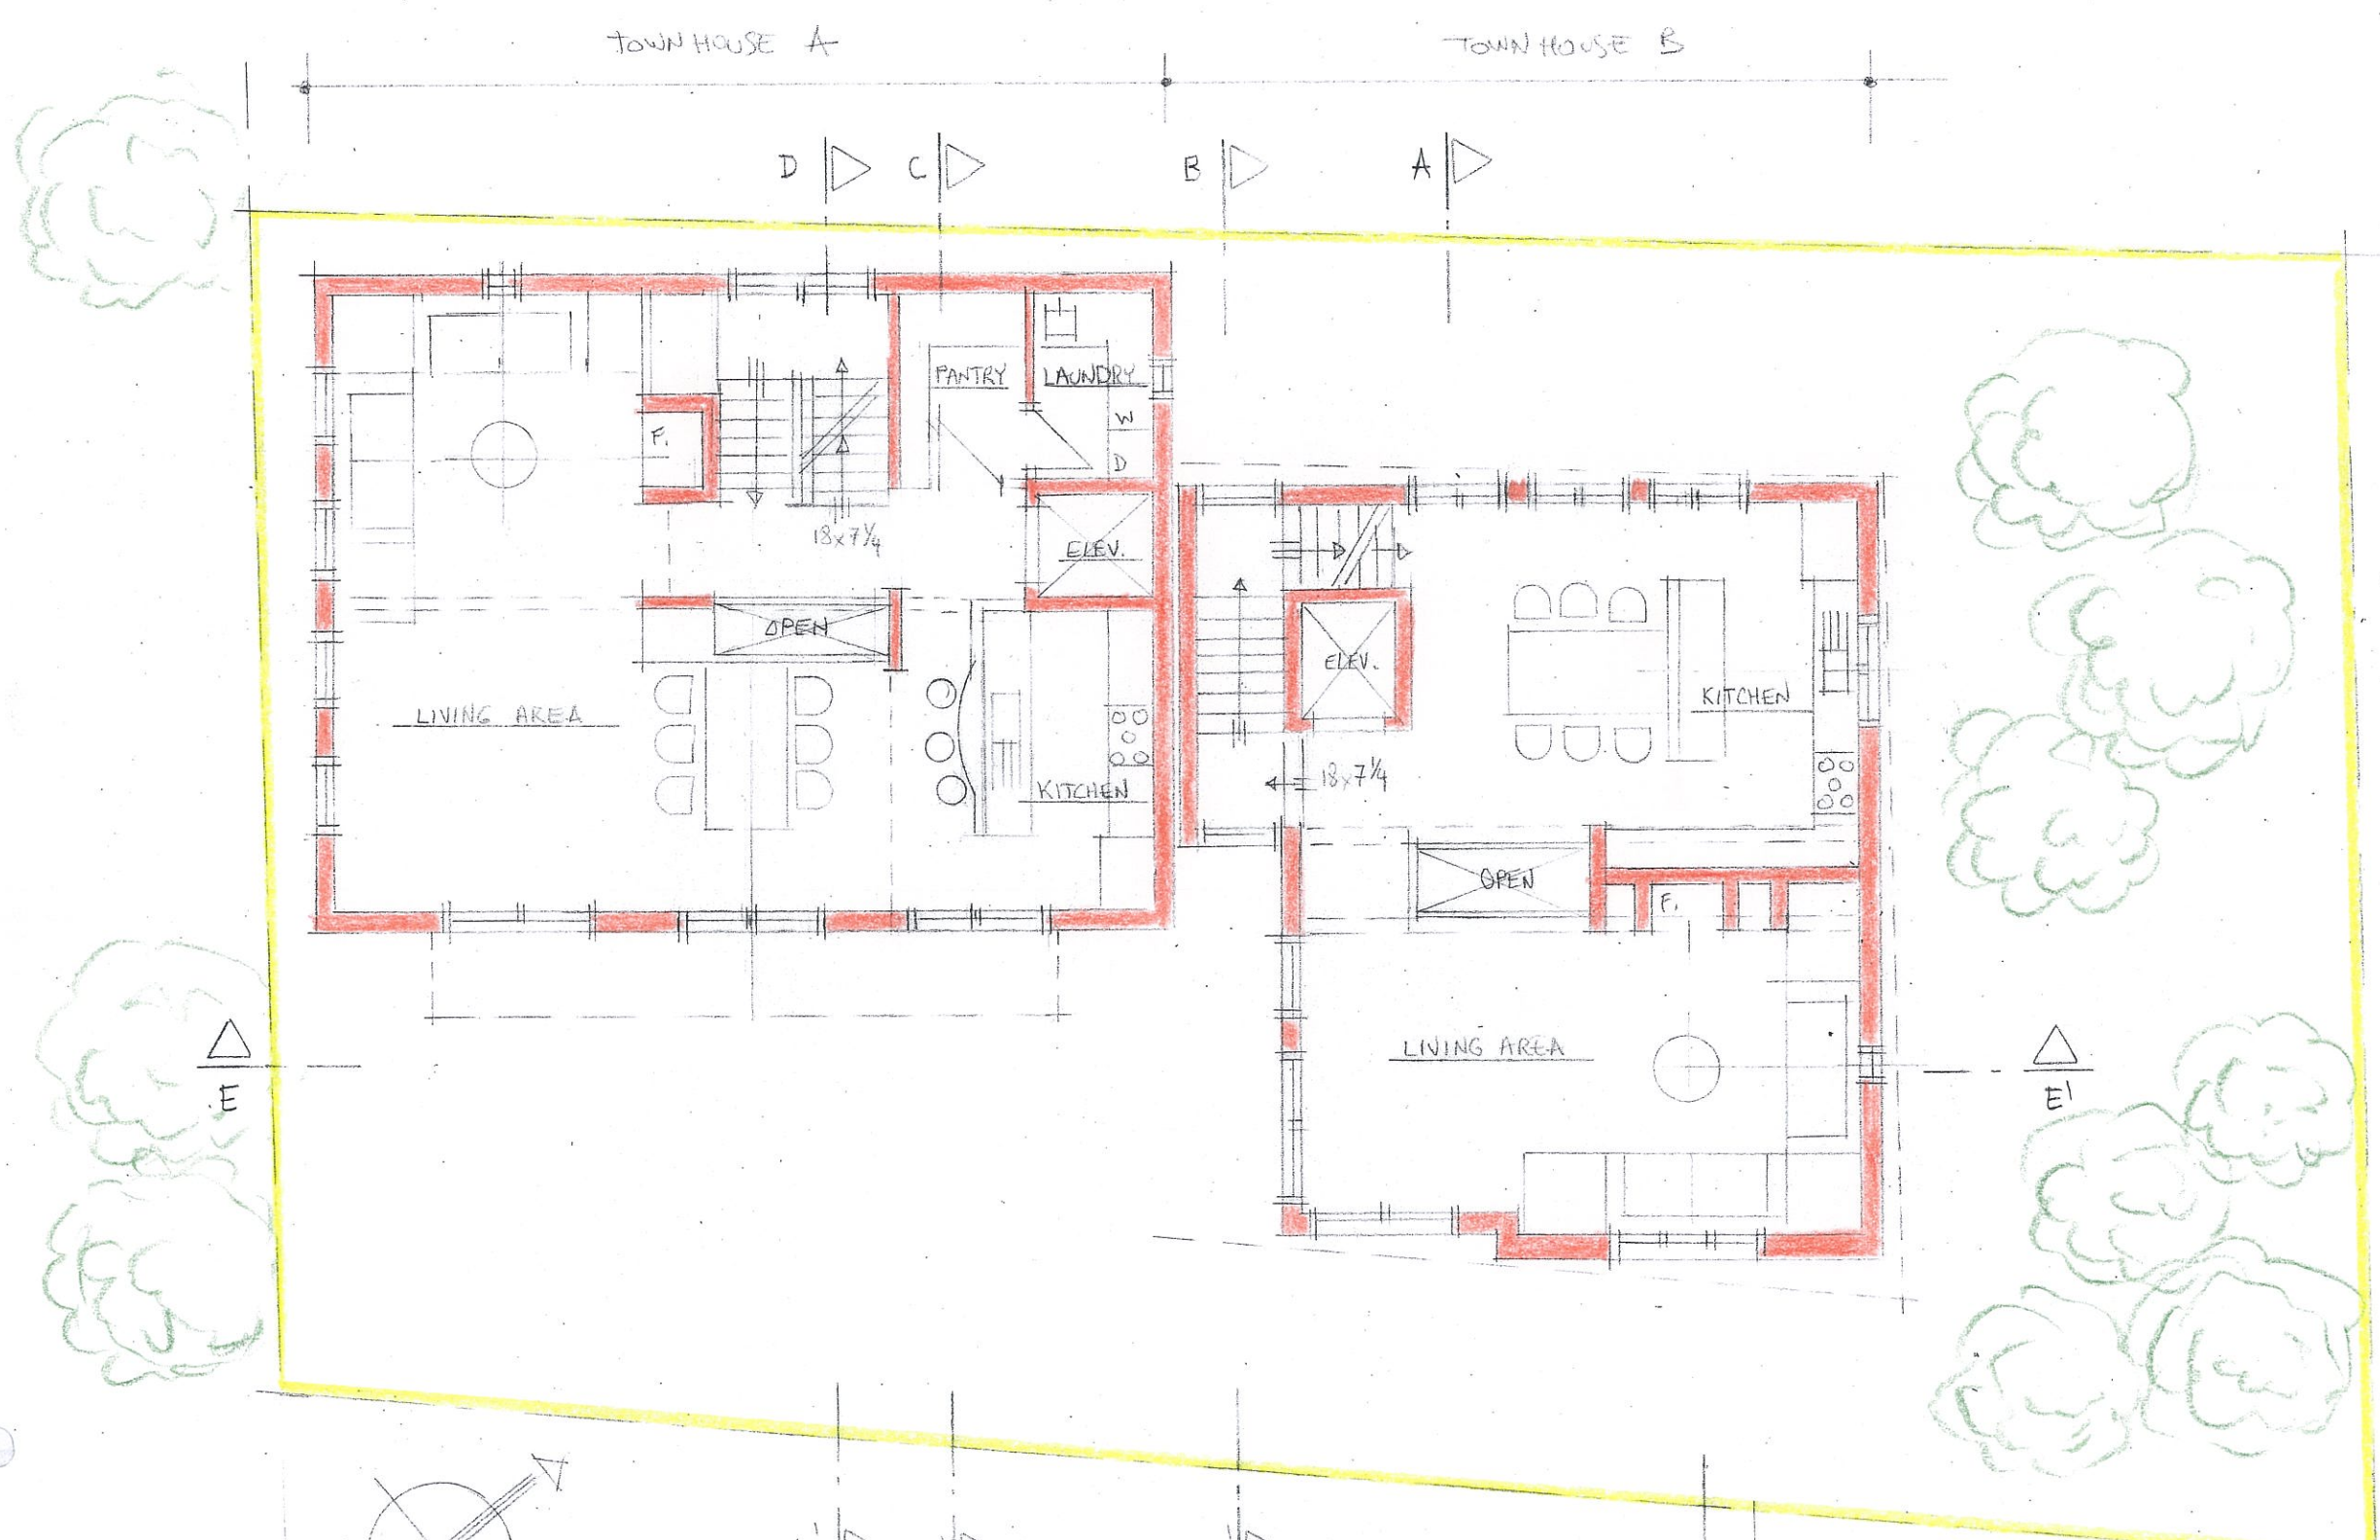 TOWNHOUSE A
TOWNHOUSE B
D
C
B
A
PANTRY
LAUNDRY
F.
W
D
18x7¼
ELEV.
OPEN
ELEV.
LIVING AREA
KITCHEN
KITCHEN
18x7¼
OPEN
F.
LIVING AREA
E
E'